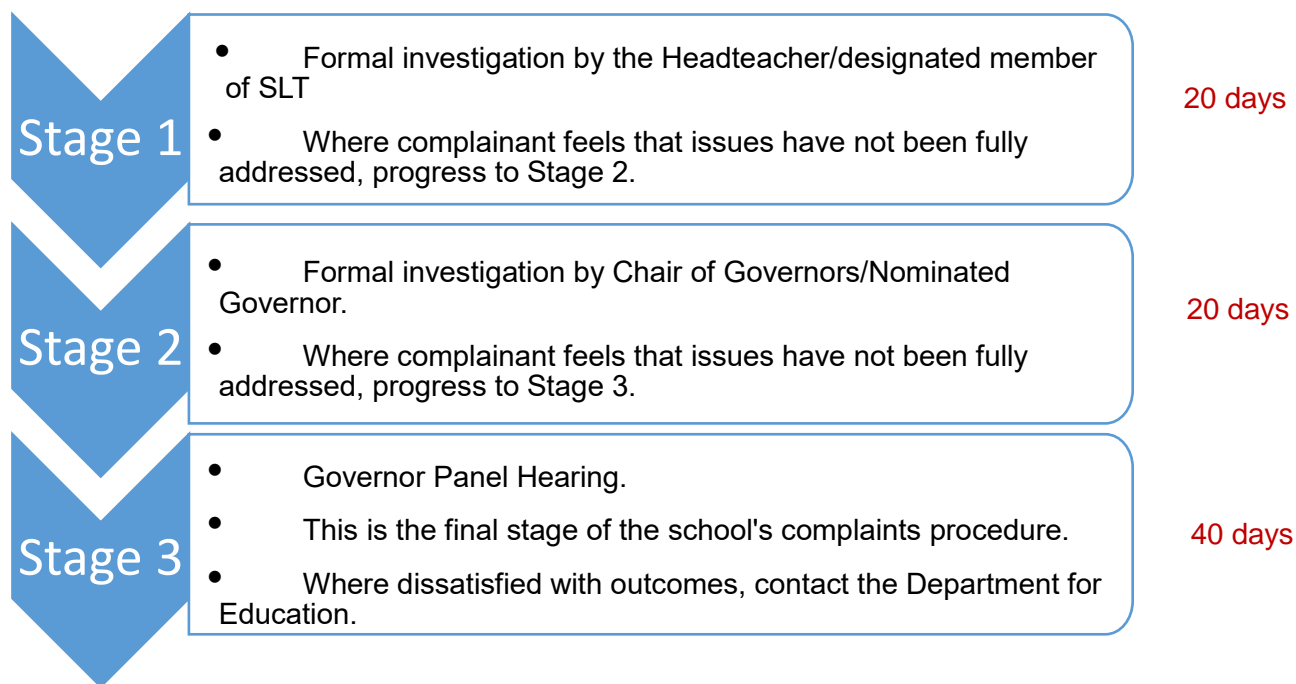 Stage 1
• Formal investigation by the Headteacher/designated member
of SLT
• Where complainant feels that issues have not been fully
addressed, progress to Stage 2.
20 days
Stage 2
• Formal investigation by Chair of Governors/Nominated
Governor.
• Where complainant feels that issues have not been fully
addressed, progress to Stage 3.
20 days
Stage 3
• Governor Panel Hearing.
• This is the final stage of the school's complaints procedure.
• Where dissatisfied with outcomes, contact the Department for
Education.
40 days